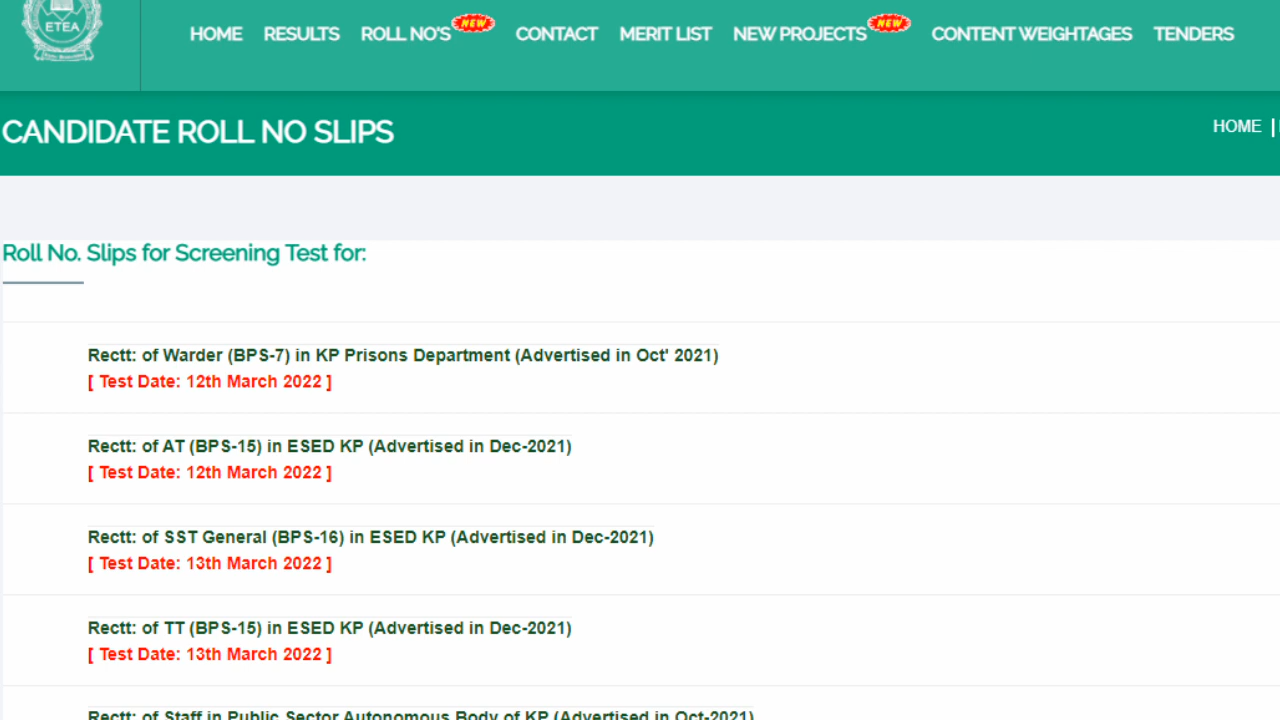 ETEA
HOME RESULTS ROLL NO'S NEW CONTACT MERIT LIST NEW PROJECTS NEW CONTENT WEIGHTAGES TENDERS
CANDIDATE ROLL NO SLIPS
HOME |
Roll No. Slips for Screening Test for:
Rectt: of Warder (BPS-7) in KP Prisons Department (Advertised in Oct' 2021)
[ Test Date: 12th March 2022 ]
Rectt: of AT (BPS-15) in ESED KP (Advertised in Dec-2021)
[ Test Date: 12th March 2022 ]
Rectt: of SST General (BPS-16) in ESED KP (Advertised in Dec-2021)
[ Test Date: 13th March 2022 ]
Rectt: of TT (BPS-15) in ESED KP (Advertised in Dec-2021)
[ Test Date: 13th March 2022 ]
Rectt: of Staff in Public Sector Autonomous Body of KP (Advertised in Oct-2021)